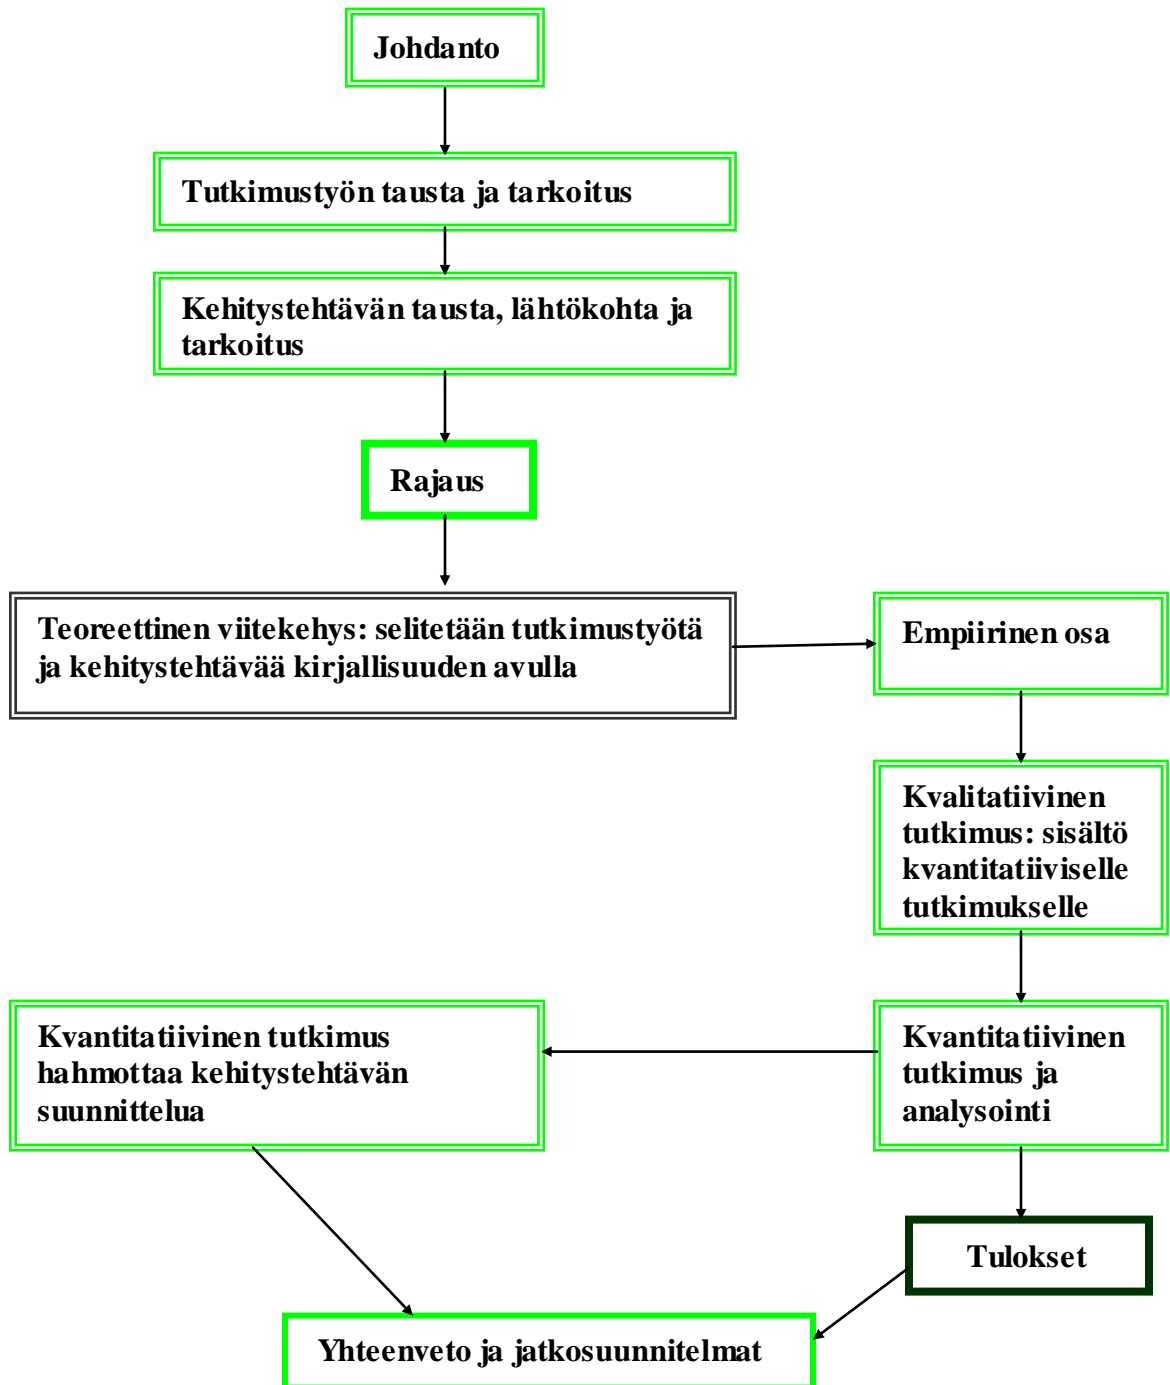 Johdanto
Tutkimustyön tausta ja tarkoitus
Kehitystehtävän tausta, lähtökohta ja
tarkoitus
Rajaus
Teoreettinen viitekehys: selitetään tutkimustyötä
ja kehitystehtävää kirjallisuuden avulla
Empiirinen osa
Kvalitatiivinen
tutkimus: sisältö
kvantitatiiviselle
tutkimukselle
Kvantitatiivinen
tutkimus ja
analysointi
Kvantitatiivinen tutkimus
hahmottaa kehitystehtävän
suunnittelua
Tulokset
Yhteenveto ja jatkosuunnitelmat